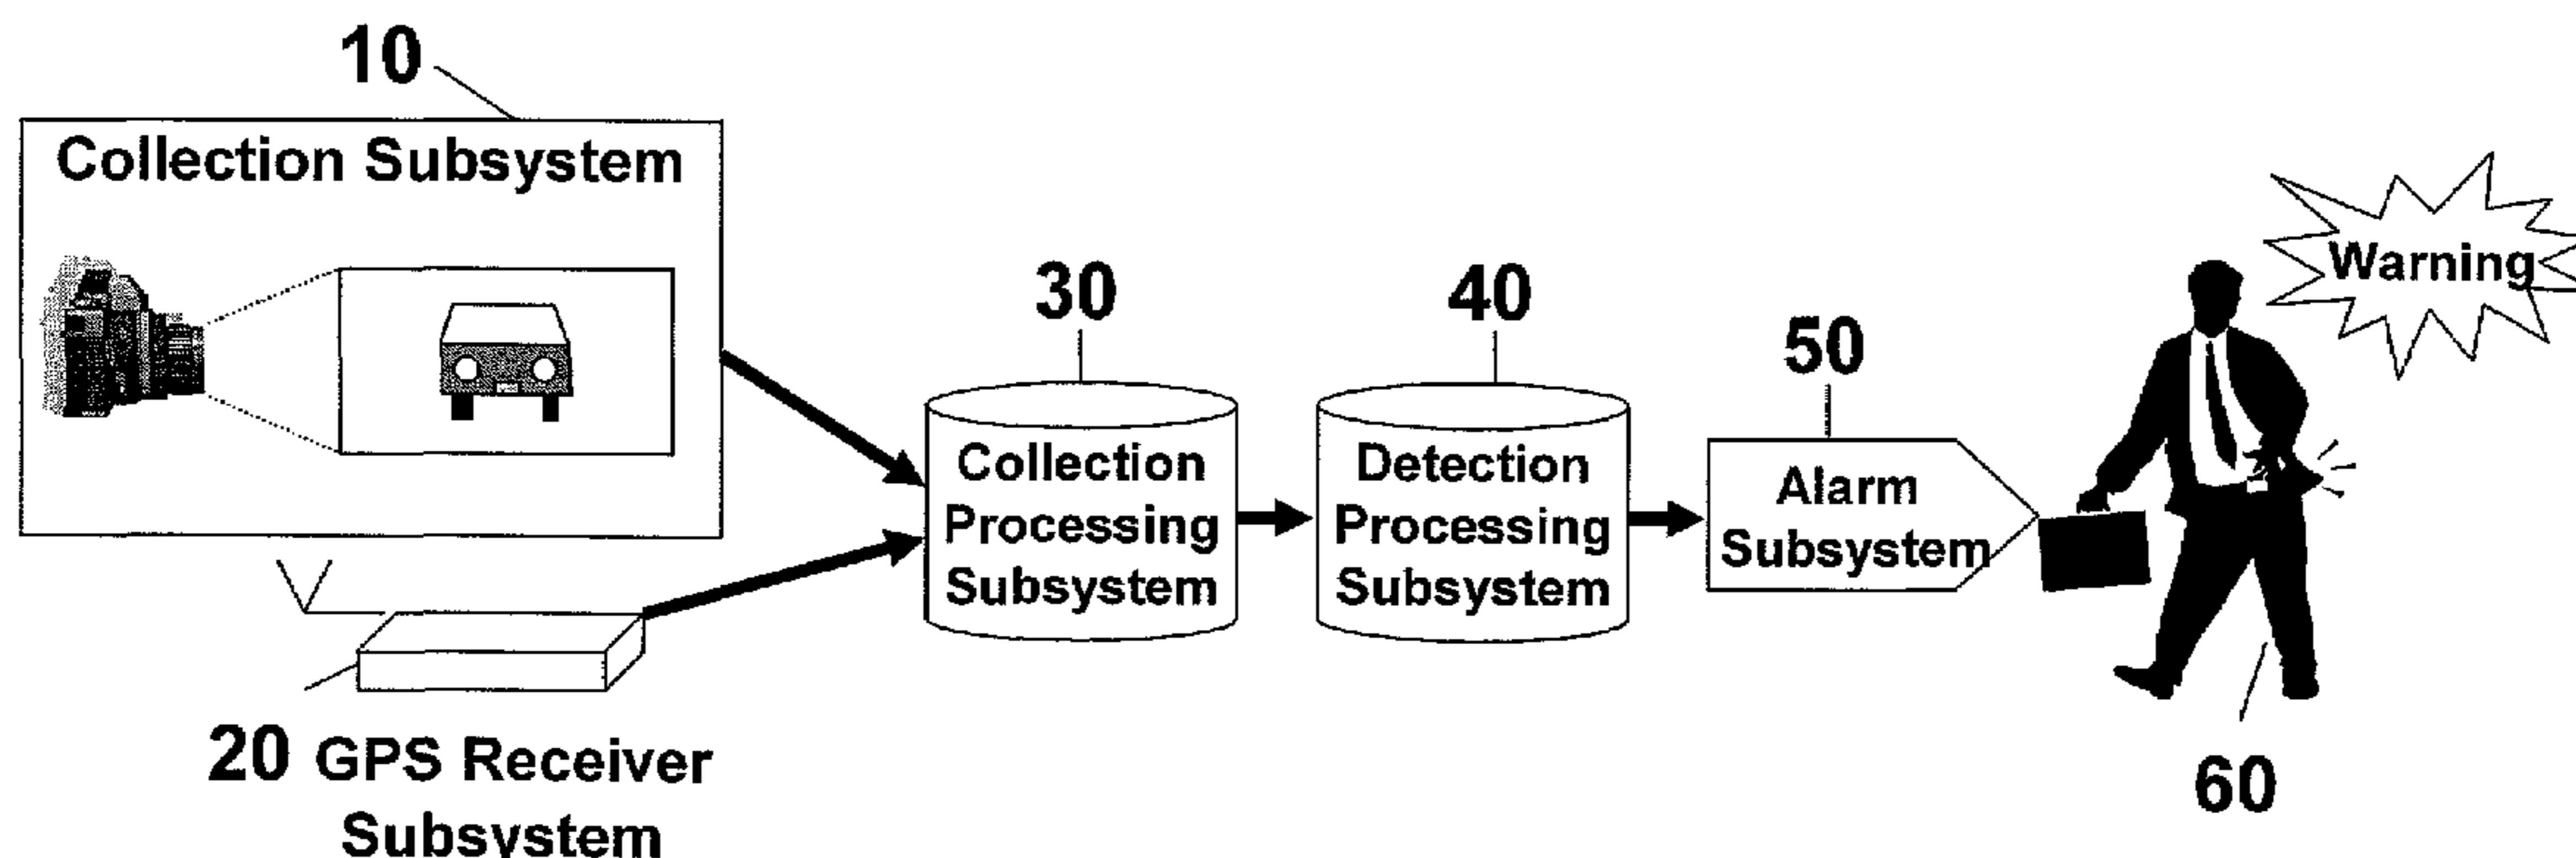 10
Collection Subsystem
30
Collection
Processing
Subsystem
40
Detection
Processing
Subsystem
50
Alarm
Subsystem
Warning
20 GPS Receiver
Subsystem
60